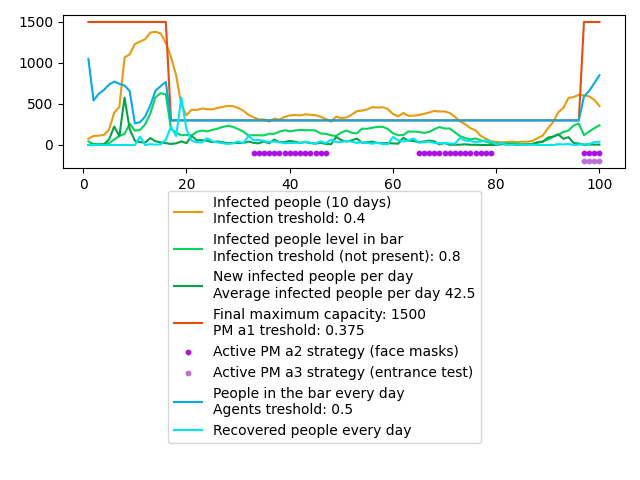 1500
1000
500
0
0
20
40
60
80
100
Infected people (10 days)
Infection treshold: 0.4
Infected people level in bar
Infection treshold (not present): 0.8
New infected people per day
Average infected people per day 42.5
Final maximum capacity: 1500
PM a1 treshold: 0.375
Active PM a2 strategy (face masks)
Active PM a3 strategy (entrance test)
People in the bar every day
Agents treshold: 0.5
Recovered people every day